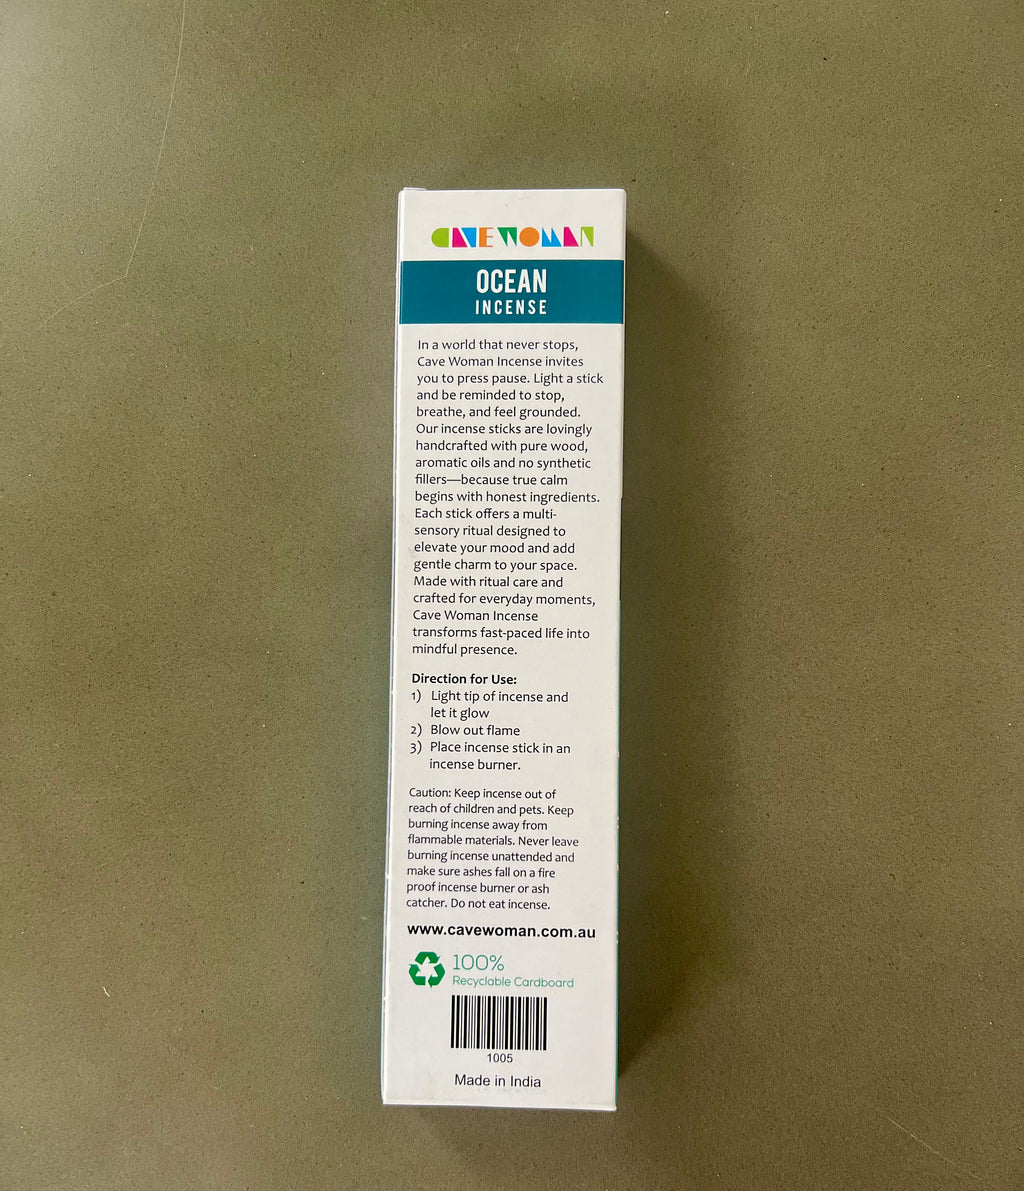 CAVE WOMAN
OCEAN
INCENSE
In a world that never stops,
Cave Woman Incense invites
you to press pause. Light a stick
and be reminded to stop,
breathe, and feel grounded.
Our incense sticks are lovingly
handcrafted with pure wood,
aromatic oils and no synthetic
fillers—because true calm
begins with honest ingredients.
Each stick offers a multi-
sensory ritual designed to
elevate your mood and add
gentle charm to your space.
Made with ritual care and
crafted for everyday moments,
Cave Woman Incense
transforms fast-paced life into
mindful presence.
Direction for Use:
1) Light tip of incense and
let it glow
2) Blow out flame
3) Place incense stick in an
incense burner.
Caution: Keep incense out of
reach of children and pets. Keep
burning incense away from
flammable materials. Never leave
burning incense unattended and
make sure ashes fall on a fire
proof incense burner or ash
catcher. Do not eat incense.
www.cavewoman.com.au
100%
Recyclable Cardboard
1005
Made in India